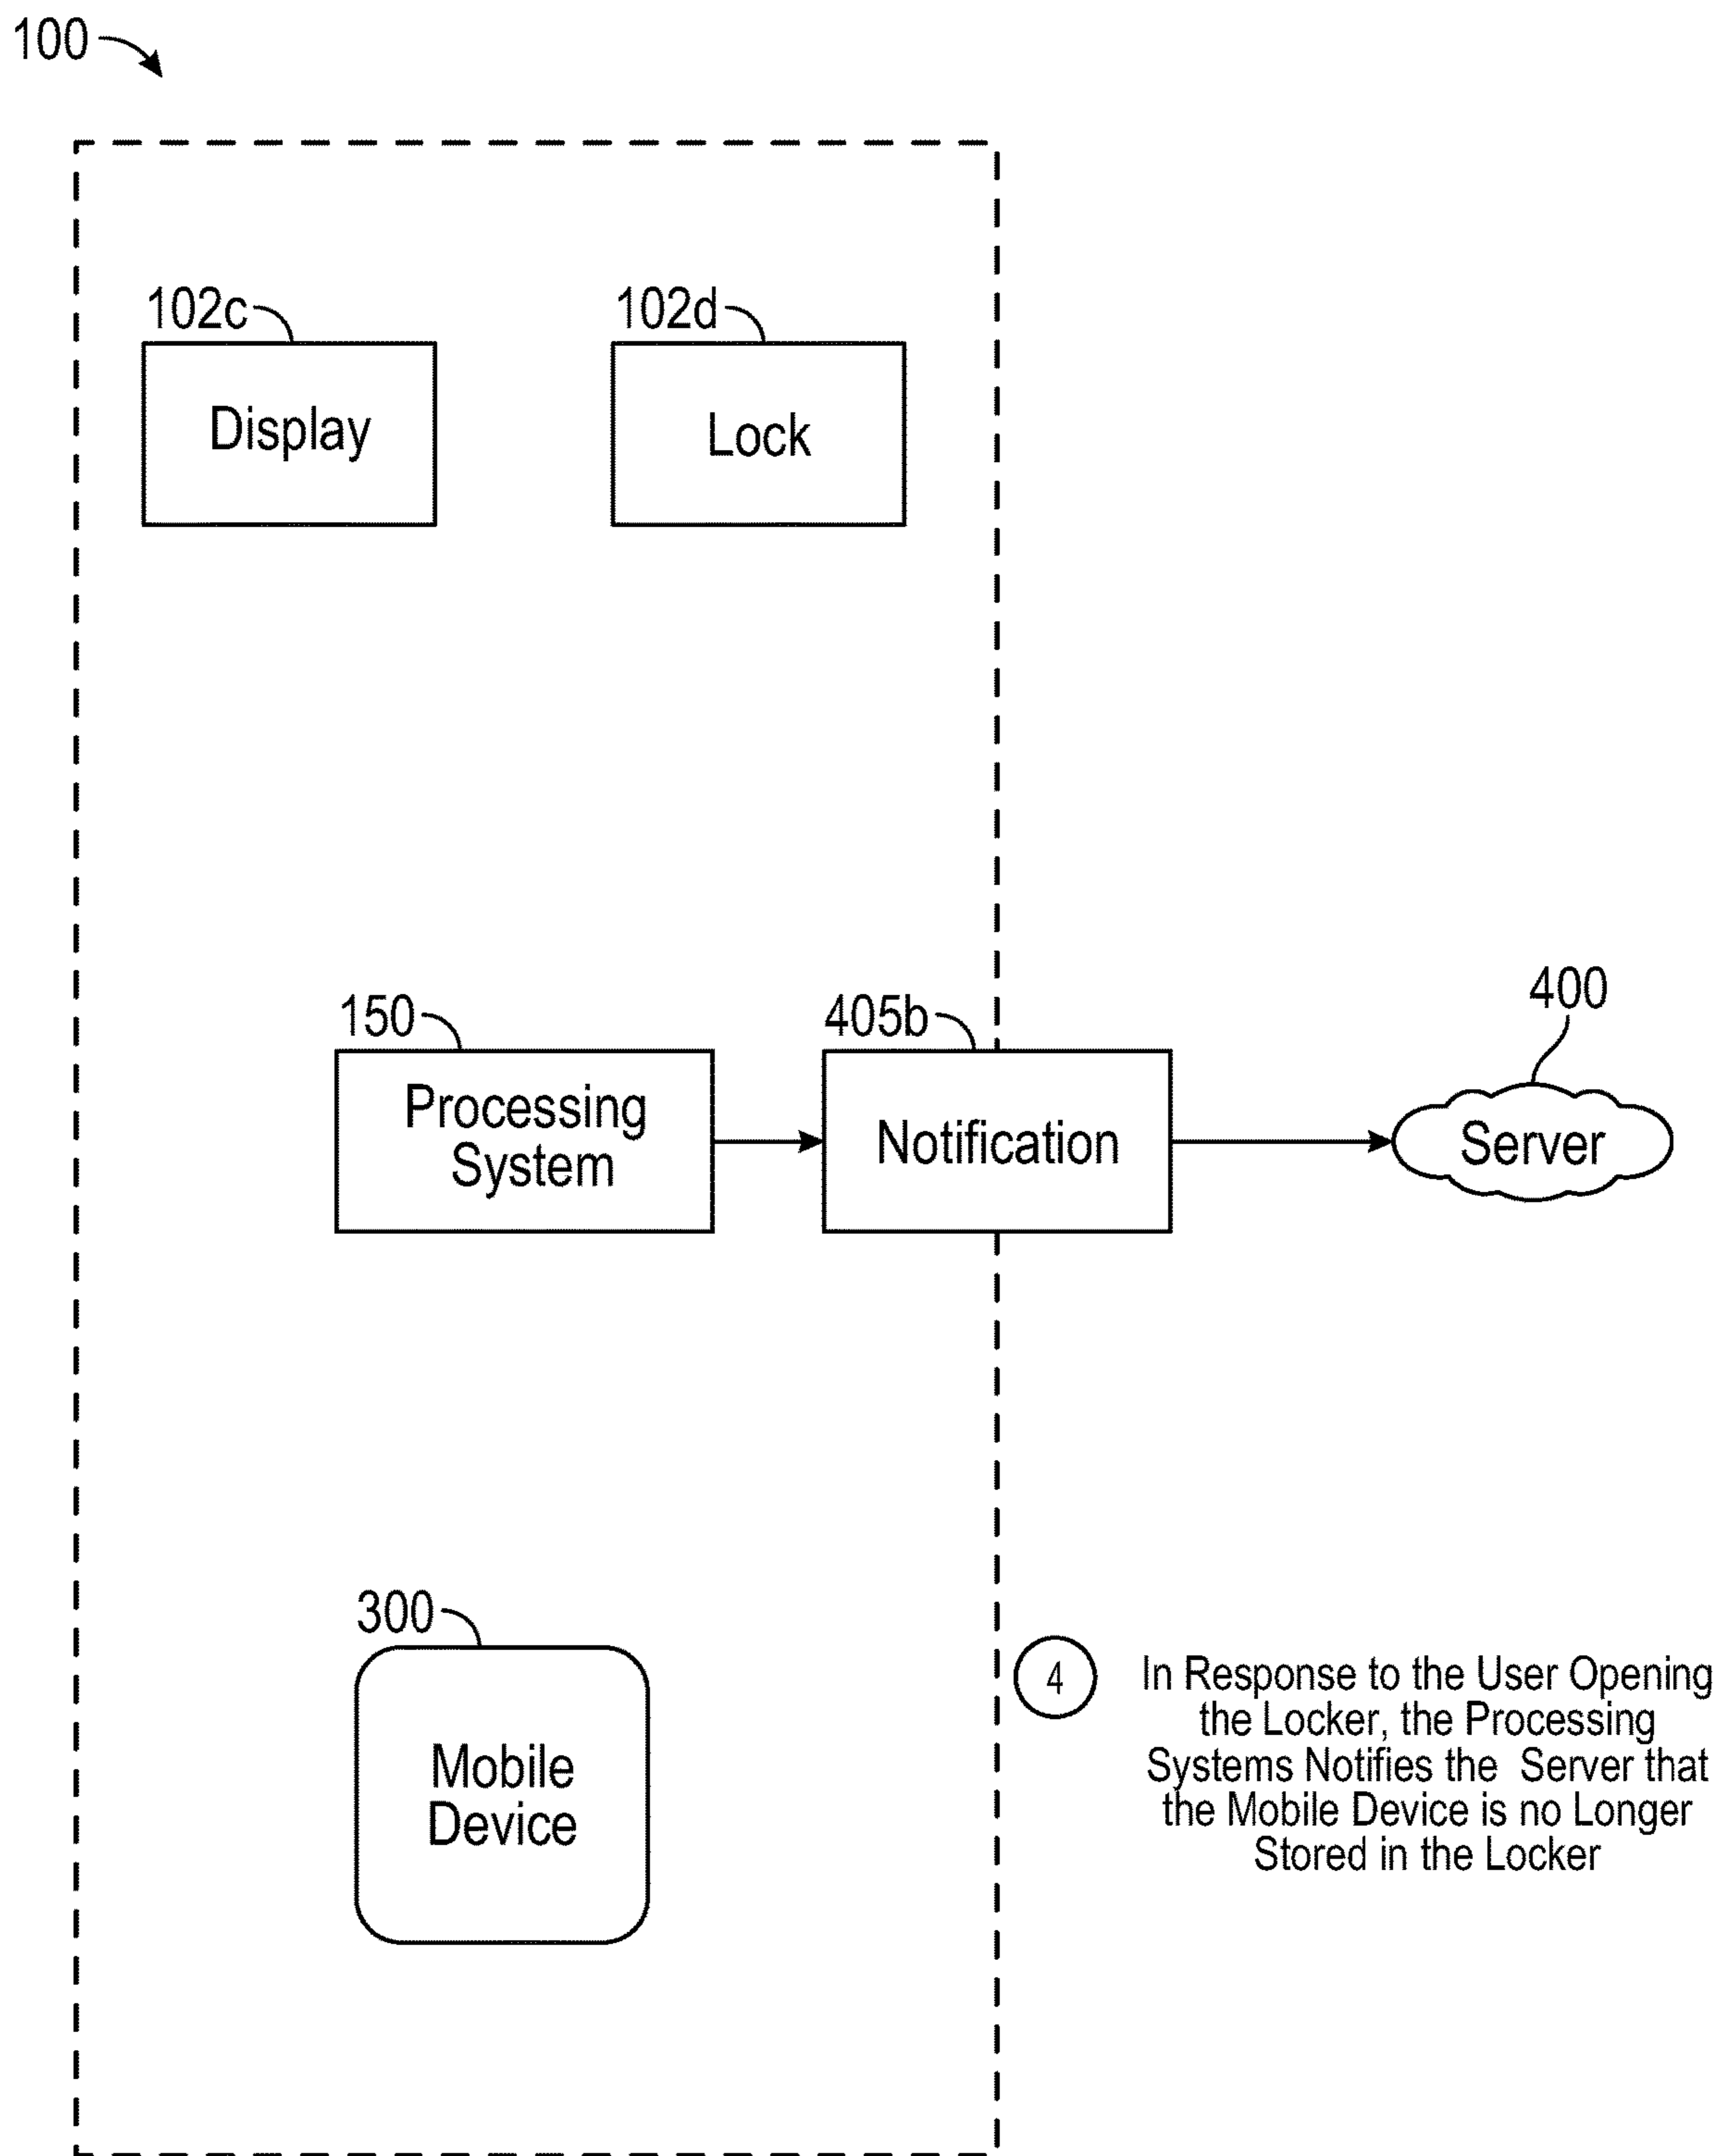 100
102c
102d
Display
Lock
150
405b
400
Processing
System
Notification
Server
300
Mobile
Device
4
In Response to the User Opening
the Locker, the Processing
Systems Notifies the Server that
the Mobile Device is no Longer
Stored in the Locker